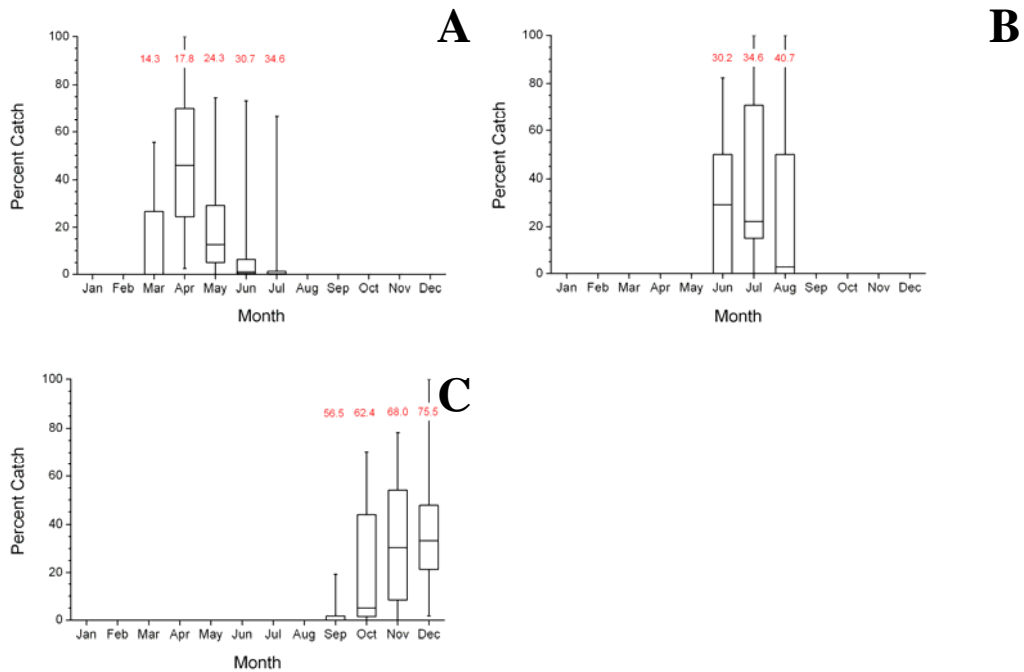 A
100
14.3 17.8 24.3 30.7 34.6
80
60
40
20
0
Percent Catch
Jan Feb Mar Apr May Jun Jul Aug Sep Oct Nov Dec
Month
B
100
30.2 34.6 40.7
80
60
40
20
0
Percent Catch
Jan Feb Mar Apr May Jun Jul Aug Sep Oct Nov Dec
Month
C
100
56.5 62.4 68.0 75.5
80
60
40
20
0
Percent Catch
Jan Feb Mar Apr May Jun Jul Aug Sep Oct Nov Dec
Month